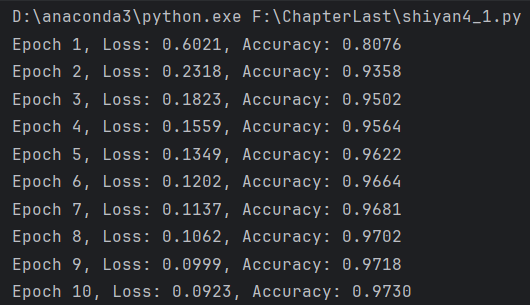 D:\anaconda3\python.exe F:\ChapterLast\shiyan4_1.py
Epoch 1, Loss: 0.6021, Accuracy: 0.8076
Epoch 2, Loss: 0.2318, Accuracy: 0.9358
Epoch 3, Loss: 0.1823, Accuracy: 0.9502
Epoch 4, Loss: 0.1559, Accuracy: 0.9564
Epoch 5, Loss: 0.1349, Accuracy: 0.9622
Epoch 6, Loss: 0.1202, Accuracy: 0.9664
Epoch 7, Loss: 0.1137, Accuracy: 0.9681
Epoch 8, Loss: 0.1062, Accuracy: 0.9702
Epoch 9, Loss: 0.0999, Accuracy: 0.9718
Epoch 10, Loss: 0.0923, Accuracy: 0.9730